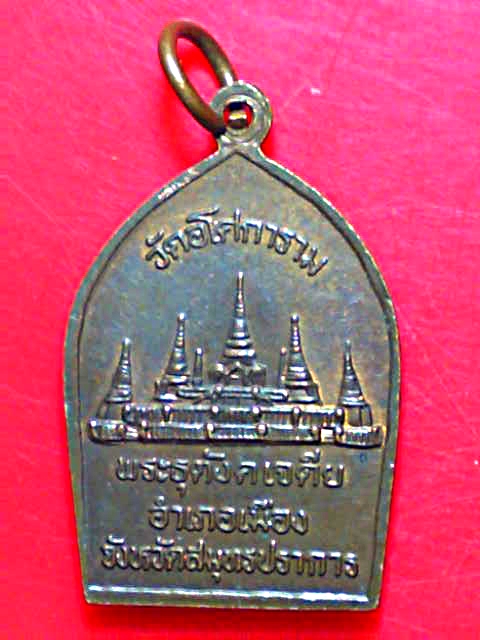 วัดอโศการาม
พระธุตังคเจดีย์
อำเภอเมือง
จังหวัดสมุทรปราการ